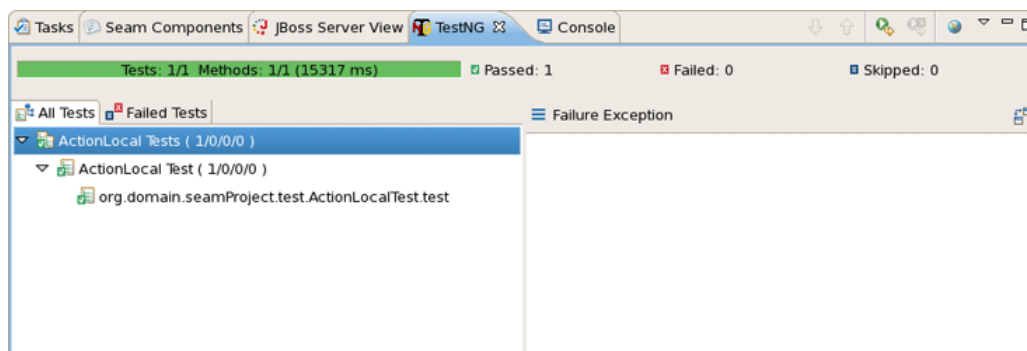 Tasks Seam Components JBoss Server View TestNG Console
Tests: 1/1 Methods: 1/1 (15317 ms) Passed: 1 Failed: 0 Skipped: 0
All Tests Failed Tests Failure Exception
ActionLocal Tests ( 1/0/0/0 )
ActionLocal Test ( 1/0/0/0 )
org.domain.seamProject.test.ActionLocalTest.test